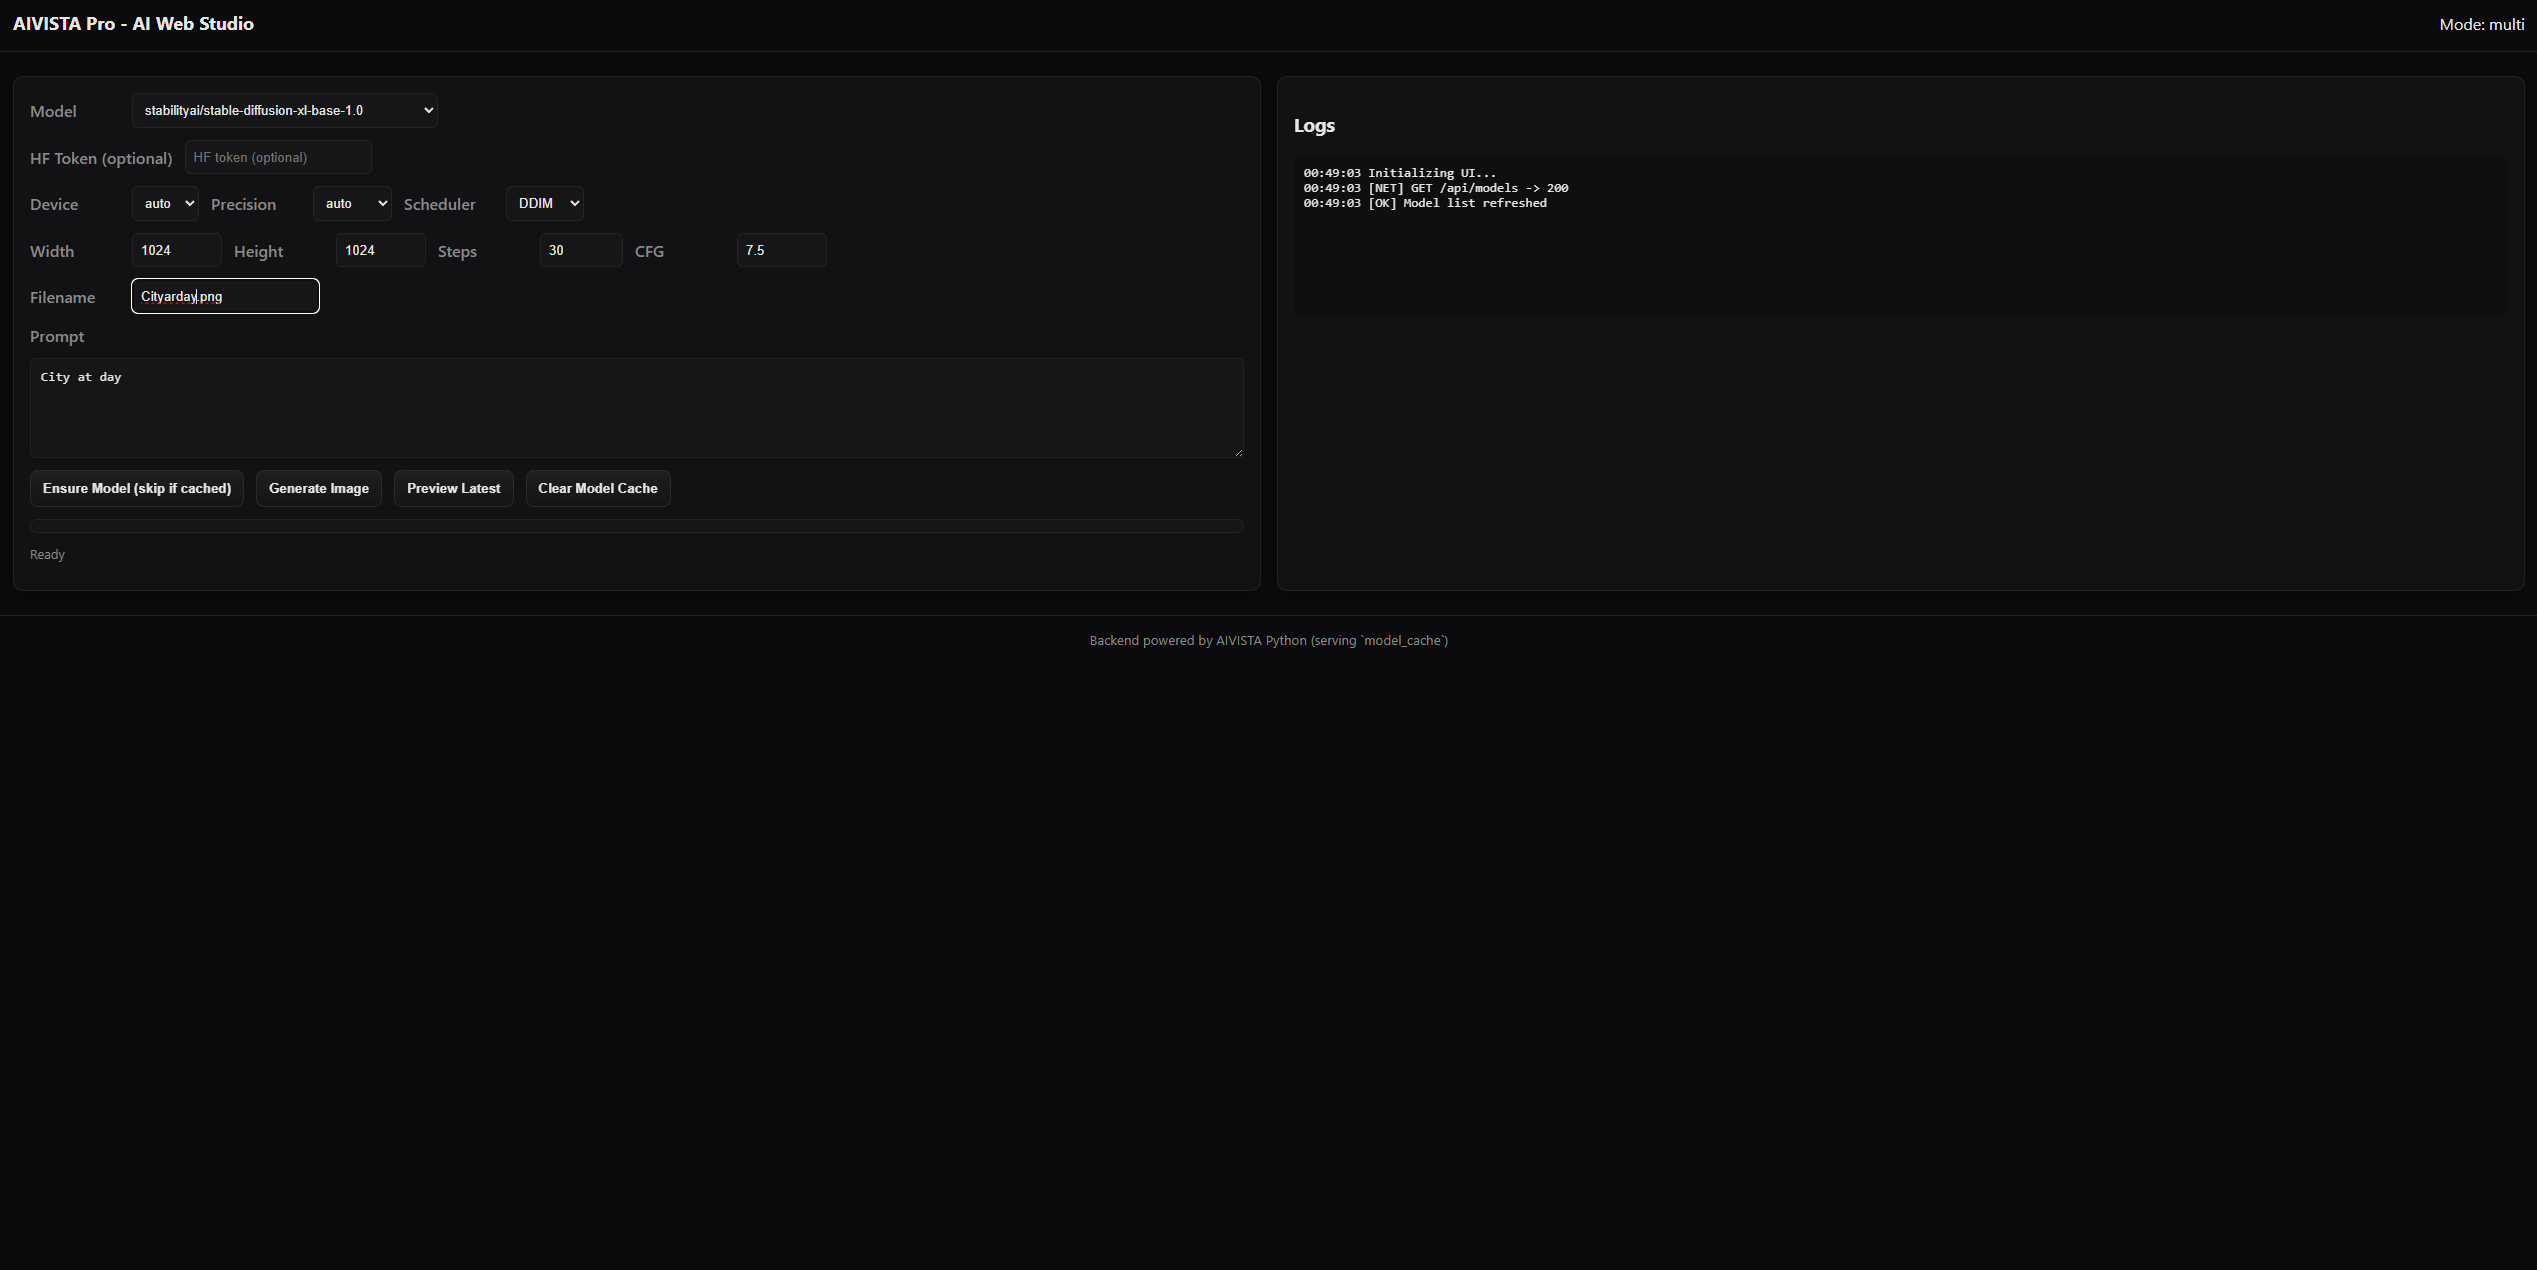 AIVISTA Pro - AI Web Studio
Mode: multi
Model stabilityai/stable-diffusion-xl-base-1.0
HF Token (optional) HF token (optional)
Device auto Precision auto Scheduler DDIM
Width 1024 Height 1024 Steps 30 CFG 7.5
Filename Cityarday.png
Prompt
City at day
Ensure Model (skip if cached) Generate Image Preview Latest Clear Model Cache
Ready
Logs
00:49:03 Initializing UI...
00:49:03 [NET] GET /api/models -> 200
00:49:03 [OK] Model list refreshed
Backend powered by AIVISTA Python (serving `model_cache`)